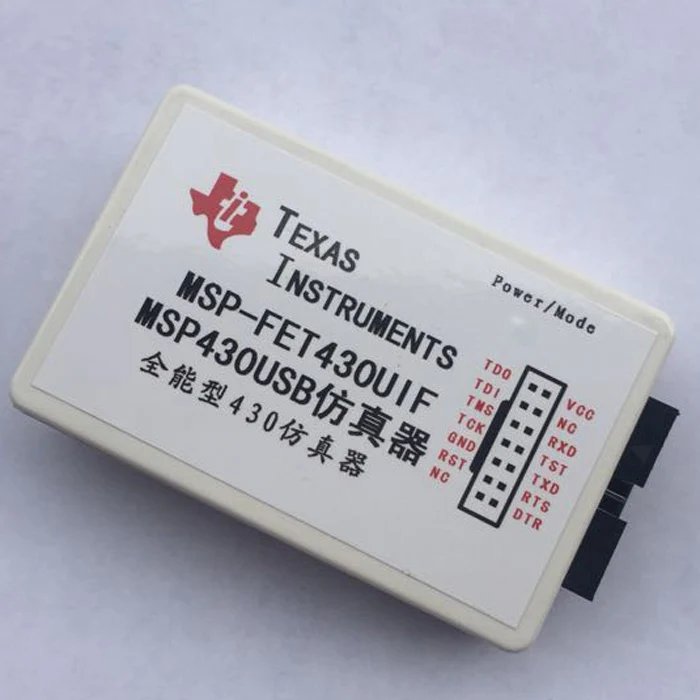 TEXAS
INSTRUMENTS
MSP-FET430UIF
MSP430USB仿真器
全能型430仿真器
Power/Mode
TDO
TDI
TMS
TCK
GND
RST
NC
VCC
NC
RXD
TST
TXD
RTS
DTR